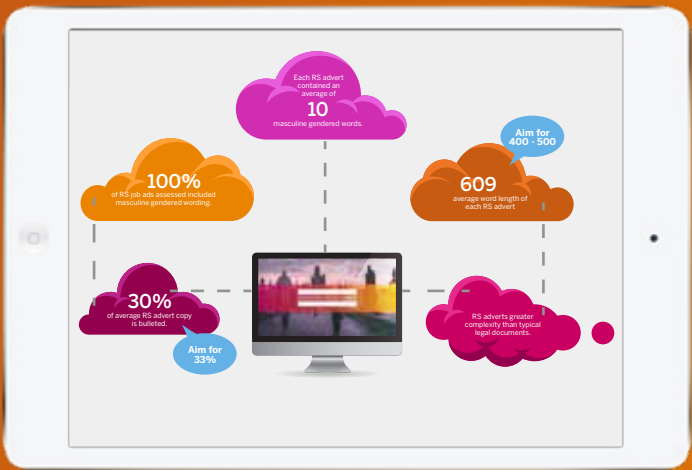 Each RS advert
contained an
average of
10
masculine gendered words.
Aim for
400 - 500
100%
of RS job ads assessed included
masculine gendered wording.
609
average word length of
each RS advert
30%
of average RS advert copy
is bulleted.
Aim for
33%
RS adverts greater
complexity than typical
legal documents.